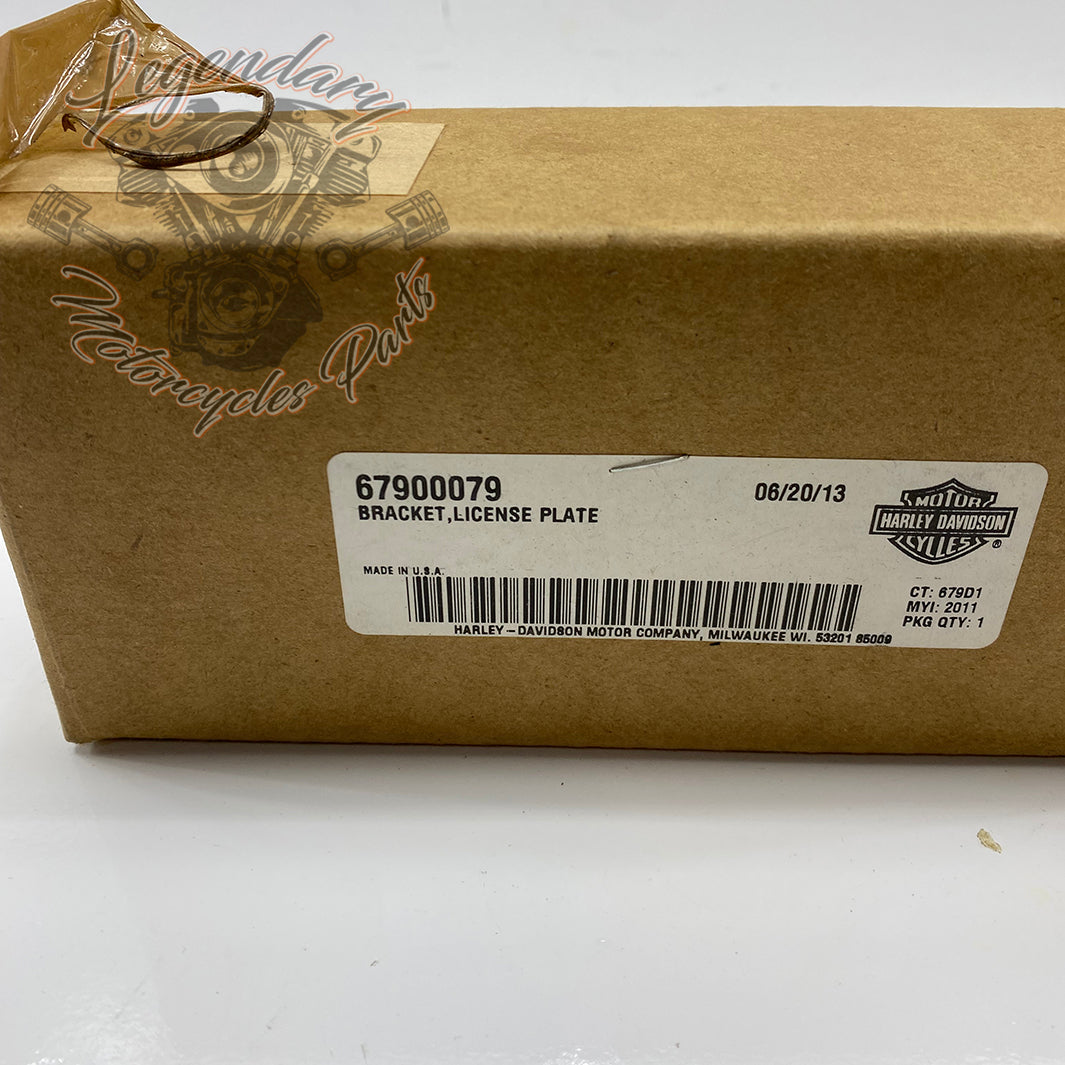 Legendary
Motorcycles Parts
67900079
06/20/13
BRACKET,LICENSE PLATE
MOTOR
HARLEY DAVIDSON
CYLLES
®
MADE IN U.S.A.
CT: 679D1
MYI: 2011
PKG QTY: 1
HARLEY-DAVIDSON MOTOR COMPANY, MILWAUKEE WI. 53201 85009